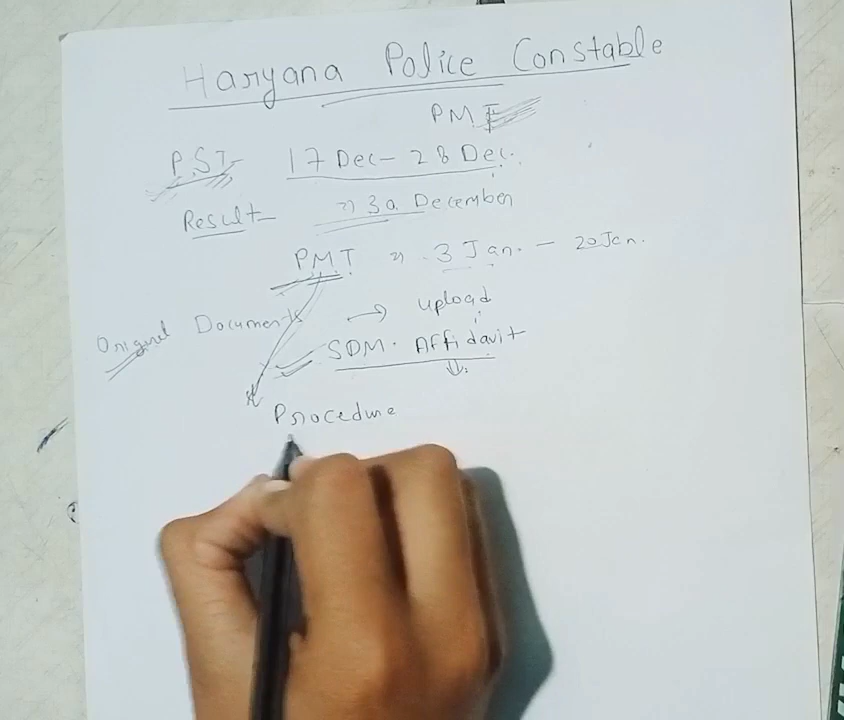 Haryana Police Constable
PMT
PST 17 Dec - 28 Dec.
Result 30 December
PMT 3 Jan. - 20 Jan.
Original Documents → upload
SDM. Affidavit
Procedure